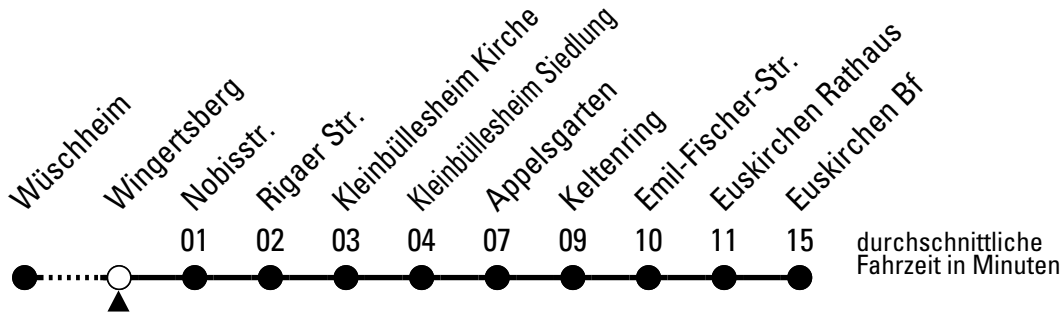 Wüschheim
Wingertsberg
Nobisstr.
Rigaer Str.
Kleinbüllesheim Kirche
Kleinbüllesheim Siedlung
Appelsgarten
Keltenring
Emil-Fischer-Str.
Euskirchen Rathaus
Euskirchen Bf
01 02 03 04 07 09 10 11 15
durchschnittliche
Fahrzeit in Minuten